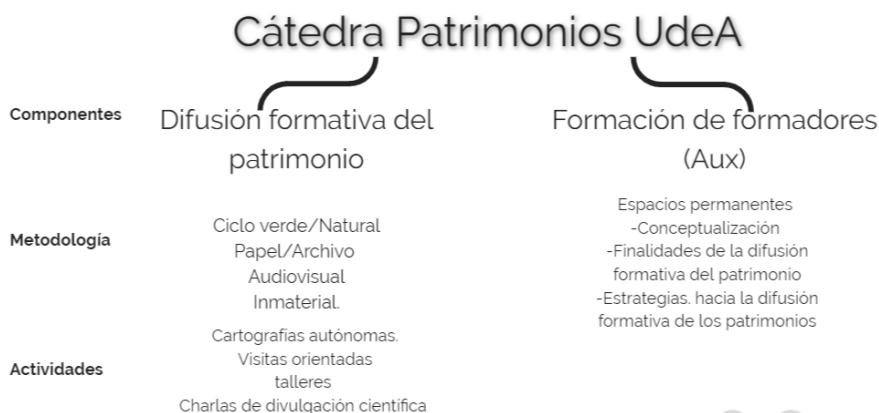 Cátedra Patrimonios UdeA
Componentes
Difusión formativa del
patrimonio
Formación de formadores
(Aux)
Metodología
Ciclo verde/Natural
Papel/Archivo
Audiovisual
Inmaterial.
Espacios permanentes
-Conceptualización
-Finalidades de la difusión
formativa del patrimonio
-Estrategias. hacia la difusión
formativa de los patrimonios
Actividades
Cartografías autónomas.
Visitas orientadas
talleres
Charlas de divulgación científica